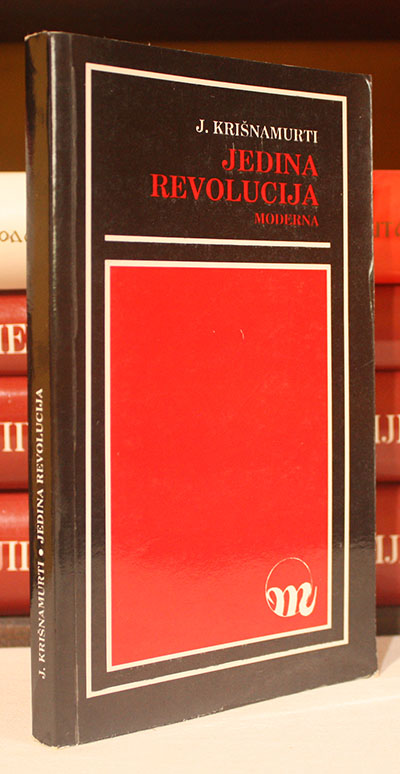 J. KRIŠNAMURTI
JEDINA
REVOLUCIJA
MODERNA
m
J. KRIŠNAMURTI • JEDINA REVOLUCIJA